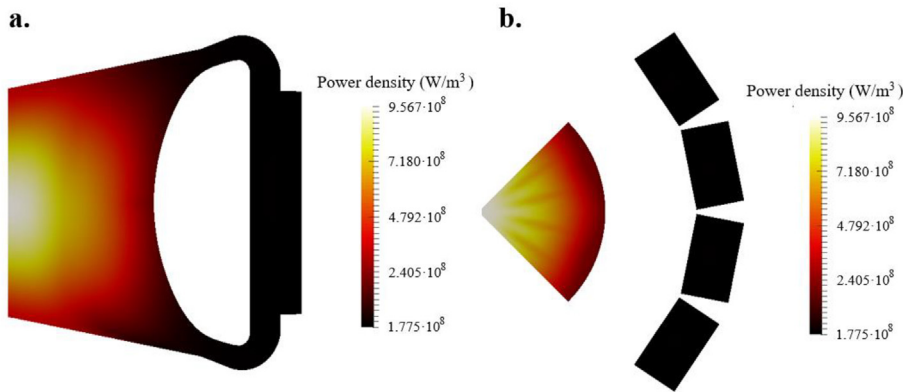 a.
Power density (W/m³)
9.567·10⁸
7.180·10⁸
4.792·10⁸
2.405·10⁸
1.775·10⁸
b.
Power density (W/m³)
9.567·10⁸
7.180·10⁸
4.792·10⁸
2.405·10⁸
1.775·10⁸